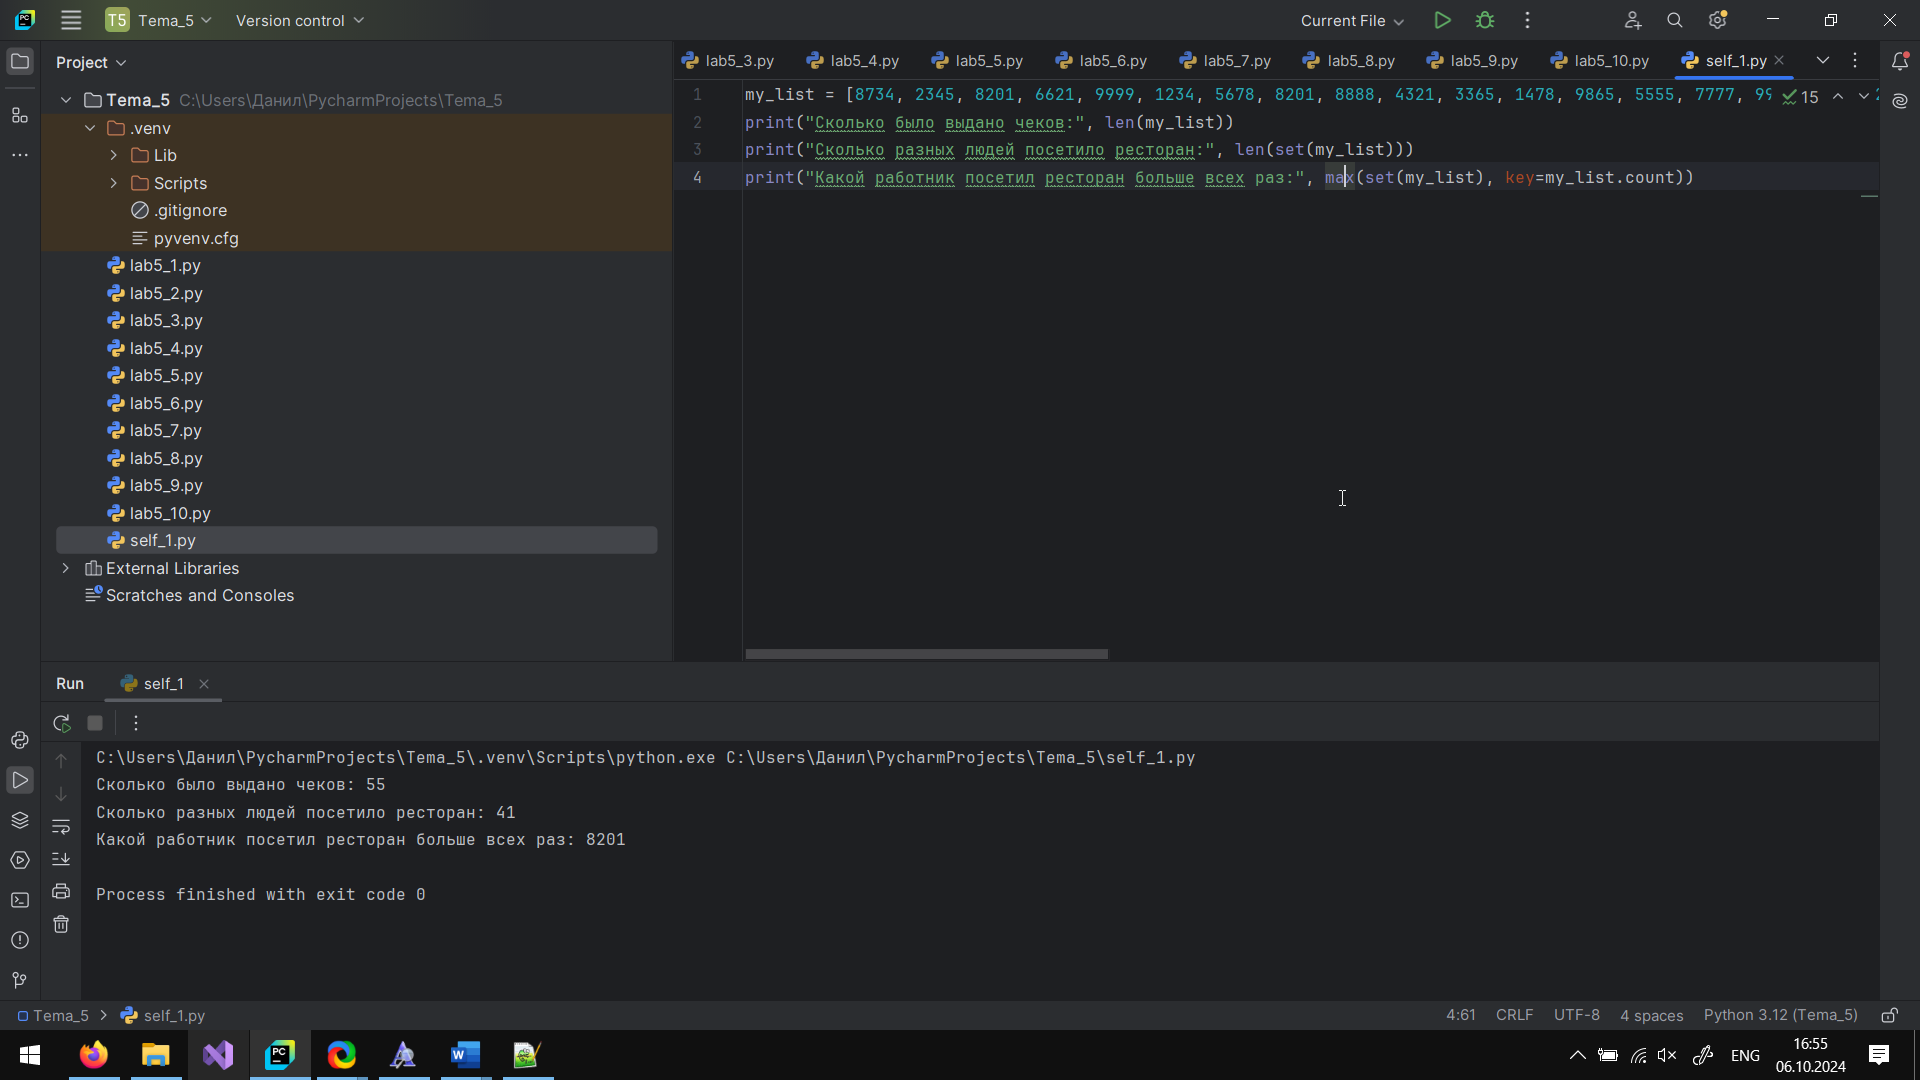 T5 Tema_5 Version control Current File
Project
lab5_3.py lab5_4.py lab5_5.py lab5_6.py lab5_7.py lab5_8.py lab5_9.py lab5_10.py self_1.py
Tema_5 C:\Users\Данил\PycharmProjects\Tema_5
.venv
Lib
Scripts
.gitignore
pyvenv.cfg
lab5_1.py
lab5_2.py
lab5_3.py
lab5_4.py
lab5_5.py
lab5_6.py
lab5_7.py
lab5_8.py
lab5_9.py
lab5_10.py
self_1.py
External Libraries
Scratches and Consoles
1 my_list = [8734, 2345, 8201, 6621, 9999, 1234, 5678, 8201, 8888, 4321, 3365, 1478, 9865, 5555, 7777, 99 15
2 print("Сколько было выдано чеков:", len(my_list))
3 print("Сколько разных людей посетило ресторан:", len(set(my_list)))
4 print("Какой работник посетил ресторан больше всех раз:", max(set(my_list), key=my_list.count))
Run self_1
C:\Users\Данил\PycharmProjects\Tema_5\.venv\Scripts\python.exe C:\Users\Данил\PycharmProjects\Tema_5\self_1.py
Сколько было выдано чеков: 55
Сколько разных людей посетило ресторан: 41
Какой работник посетил ресторан больше всех раз: 8201
Process finished with exit code 0
Tema_5 self_1.py 4:61 CRLF UTF-8 4 spaces Python 3.12 (Tema_5)
ENG 16:55
06.10.2024